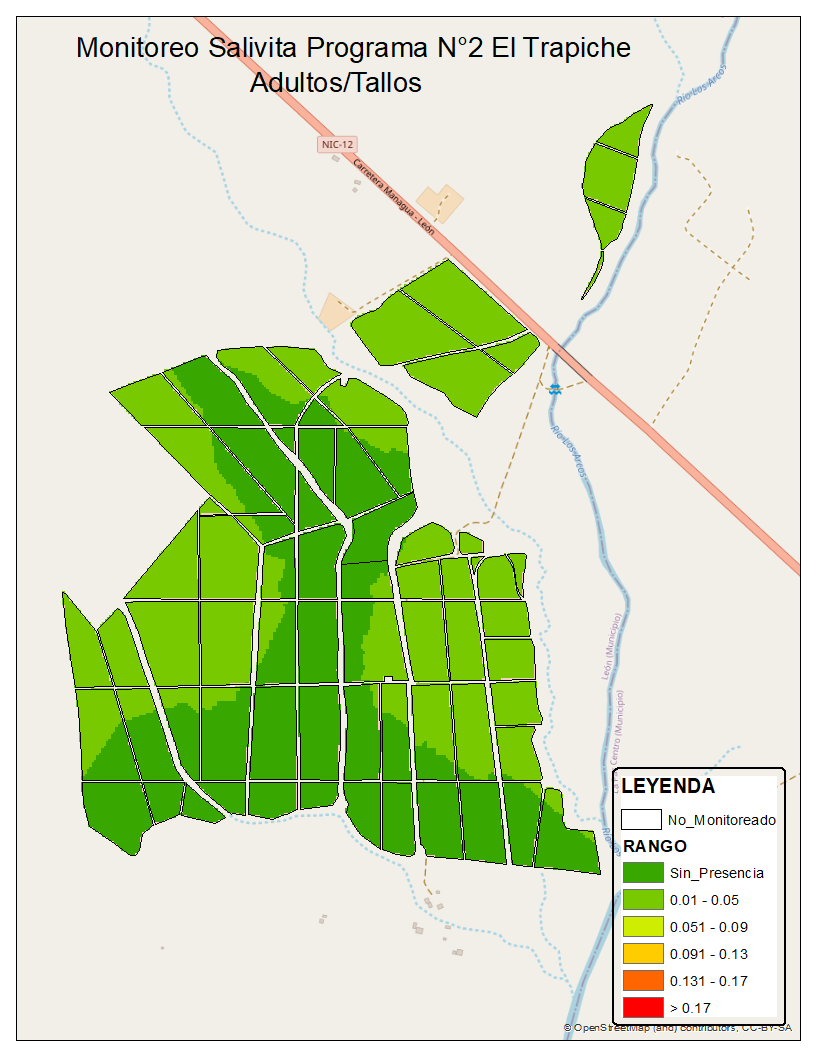 Monitoreo Salivita Programa N°2 El Trapiche
Adultos/Tallos
Río Los Arcos
NIC-12
Carretera Managua - León
Río Los Arcos
León (Municipio)
Centro (Municipio)
LEYENDA
No_Monitoreado
RANGO
Sin_Presencia
0.01 - 0.05
0.051 - 0.09
0.091 - 0.13
0.131 - 0.17
> 0.17
© OpenStreetMap (and) contributors, CC-BY-SA